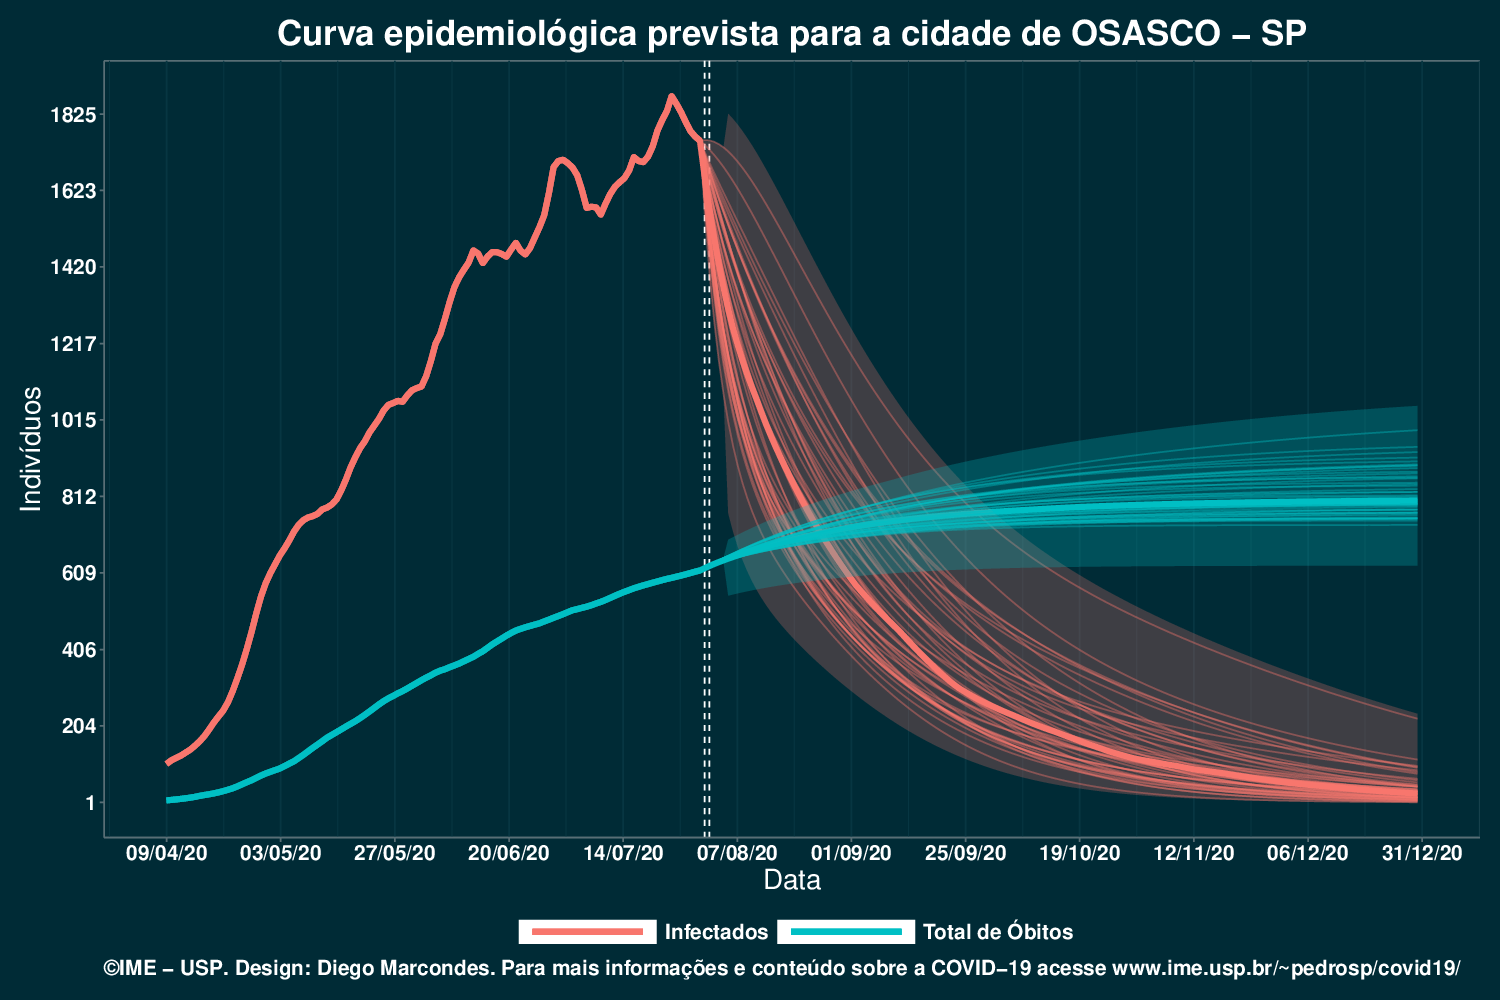 Curva epidemiológica prevista para a cidade de OSASCO – SP
1825
1623
1420
1217
1015
812
609
406
204
1
Indivíduos
09/04/20 03/05/20 27/05/20 20/06/20 14/07/20 07/08/20 01/09/20 25/09/20 19/10/20 12/11/20 06/12/20 31/12/20
Data
Infectados Total de Óbitos
©IME – USP. Design: Diego Marcondes. Para mais informações e conteúdo sobre a COVID–19 acesse www.ime.usp.br/~pedrosp/covid19/